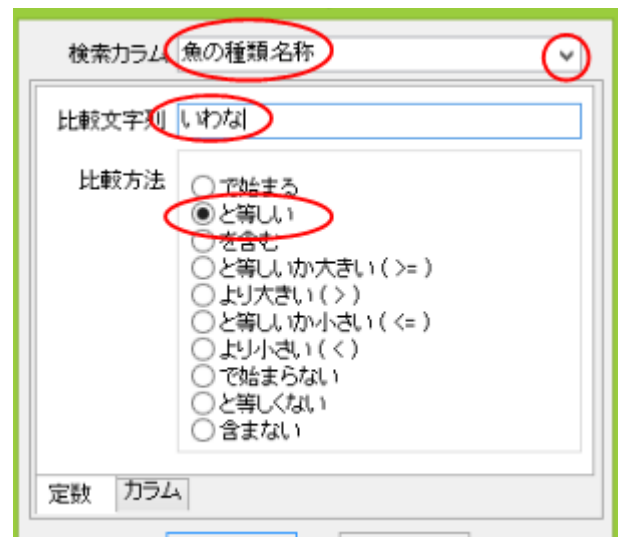 検索カラム 魚の種類名称
比較文字列 いわな
比較方法
で始まる
と等しい
を含む
と等しいか大きい(>=)
より大きい(>)
と等しいか小さい(<=)
より小さい(<)
で始まらない
と等しくない
含まない
定数 カラム